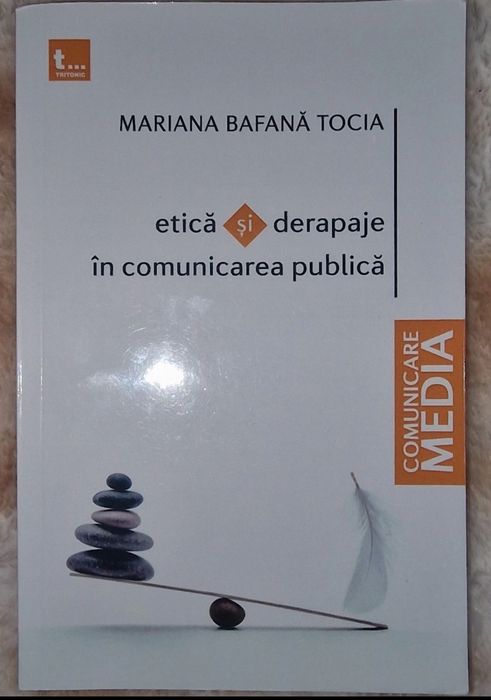 t...
TRITONIC
MARIANA BAFANĂ TOCIA
etică și derapaje
în comunicarea publică
COMUNICARE
MEDIA